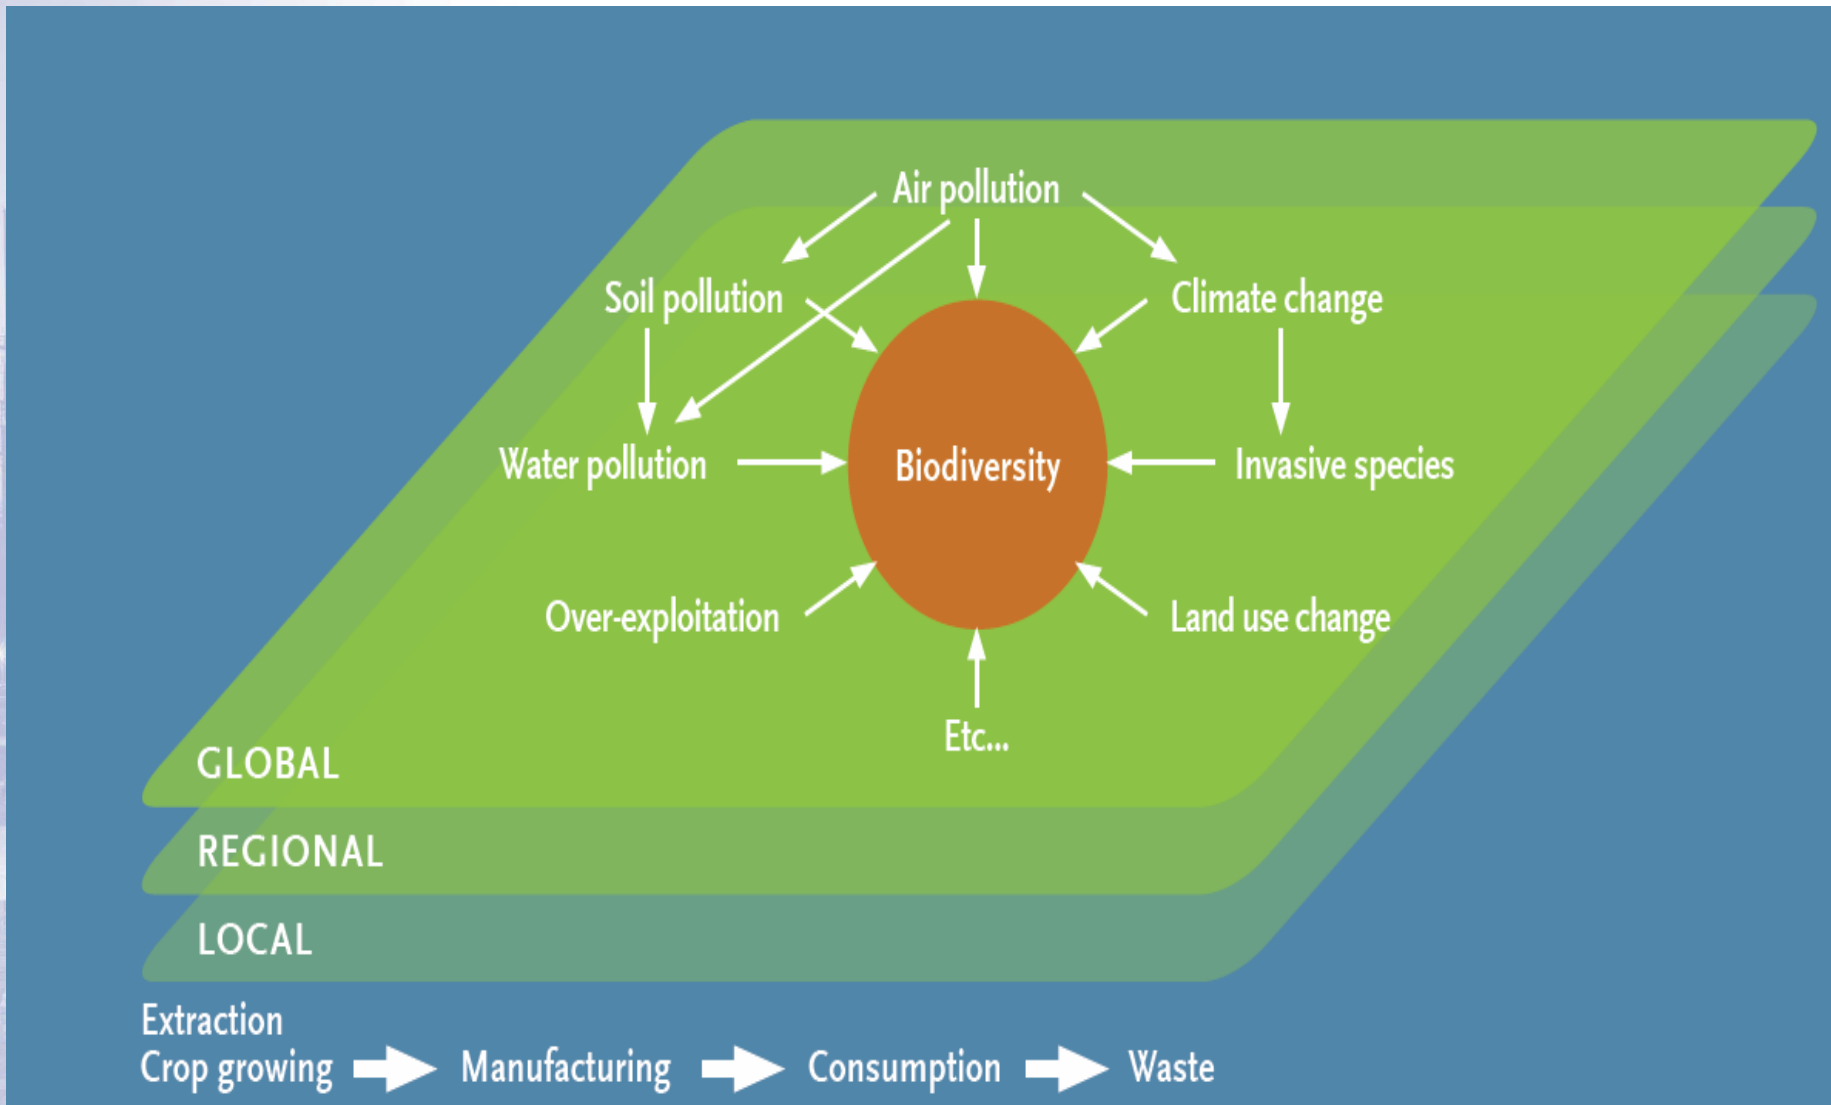 Air pollution
Soil pollution
Climate change
Water pollution
Biodiversity
Invasive species
Over-exploitation
Land use change
Etc...
GLOBAL
REGIONAL
LOCAL
Extraction
Crop growing Manufacturing Consumption Waste